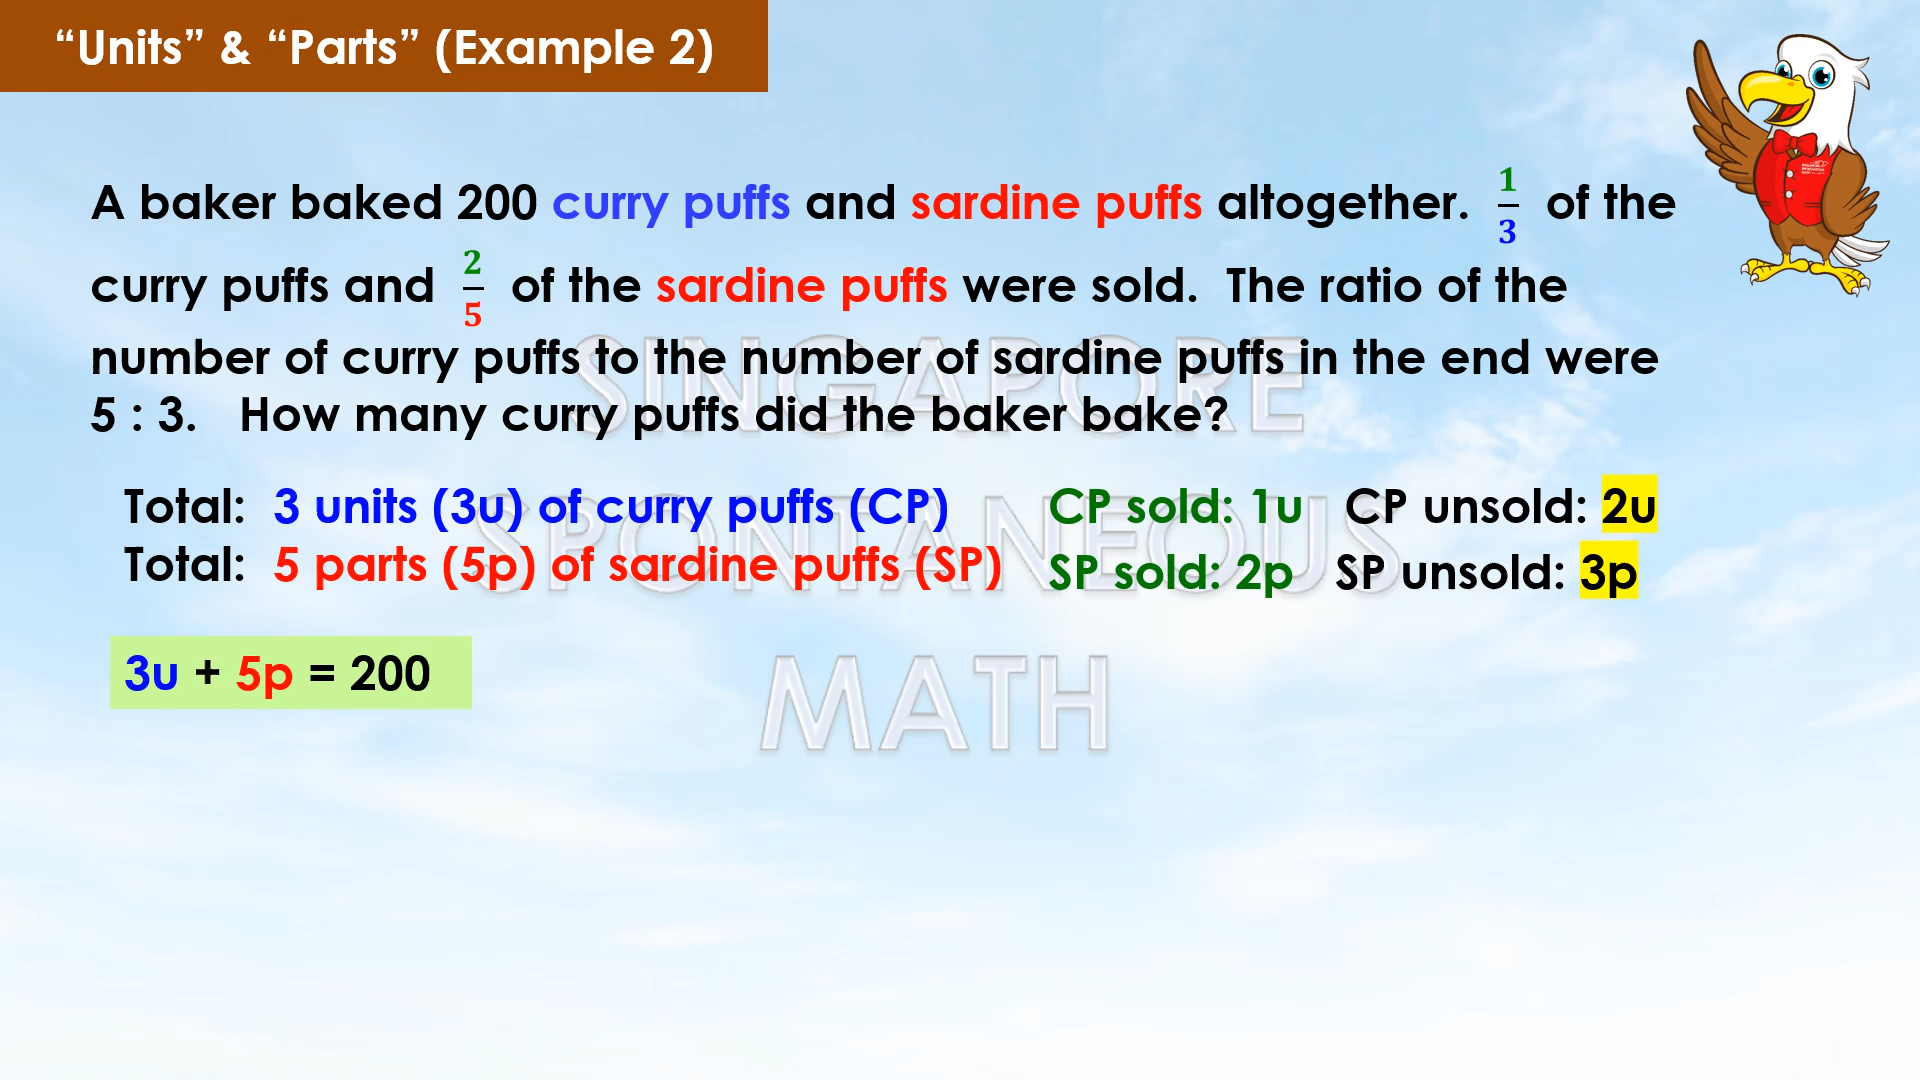 “Units” & “Parts” (Example 2)
A baker baked 200 curry puffs and sardine puffs altogether. 1/3 of the
curry puffs and 2/5 of the sardine puffs were sold. The ratio of the
number of curry puffs to the number of sardine puffs in the end were
5 : 3. How many curry puffs did the baker bake?
Total: 3 units (3u) of curry puffs (CP) CP sold: 1u CP unsold: 2u
Total: 5 parts (5p) of sardine puffs (SP) SP sold: 2p SP unsold: 3p
3u + 5p = 200
SINGAPORE
SPONTANEOUS
MATH